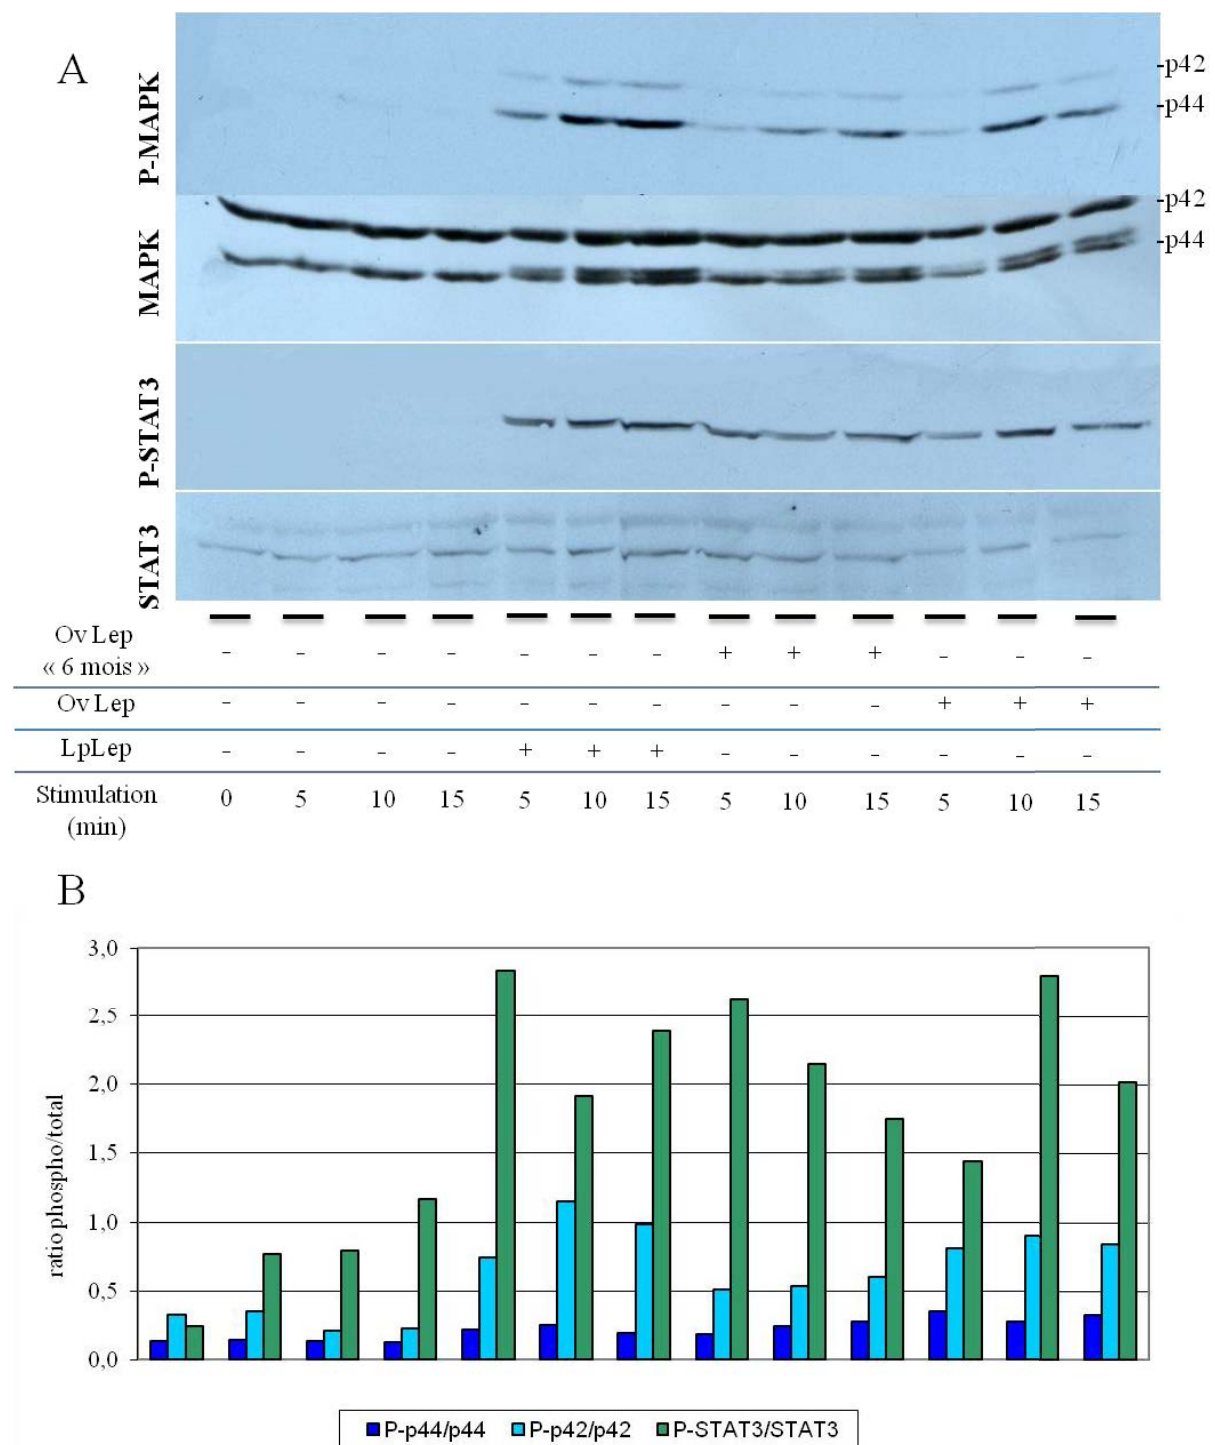 A
P-MAPK
-p42
-p44
MAPK
-p42
-p44
P-STAT3
STAT3
Ov Lep
« 6 mois »
- - - - - - - + + + - - -
Ov Lep - - - - - - - - - - + + +
LpLep - - - - + + + - - - - - -
Stimulation
(min)
0 5 10 15 5 10 15 5 10 15 5 10 15
B
ratio phospho/total
3,0
2,5
2,0
1,5
1,0
0,5
0,0
P-p44/p44 P-p42/p42 P-STAT3/STAT3